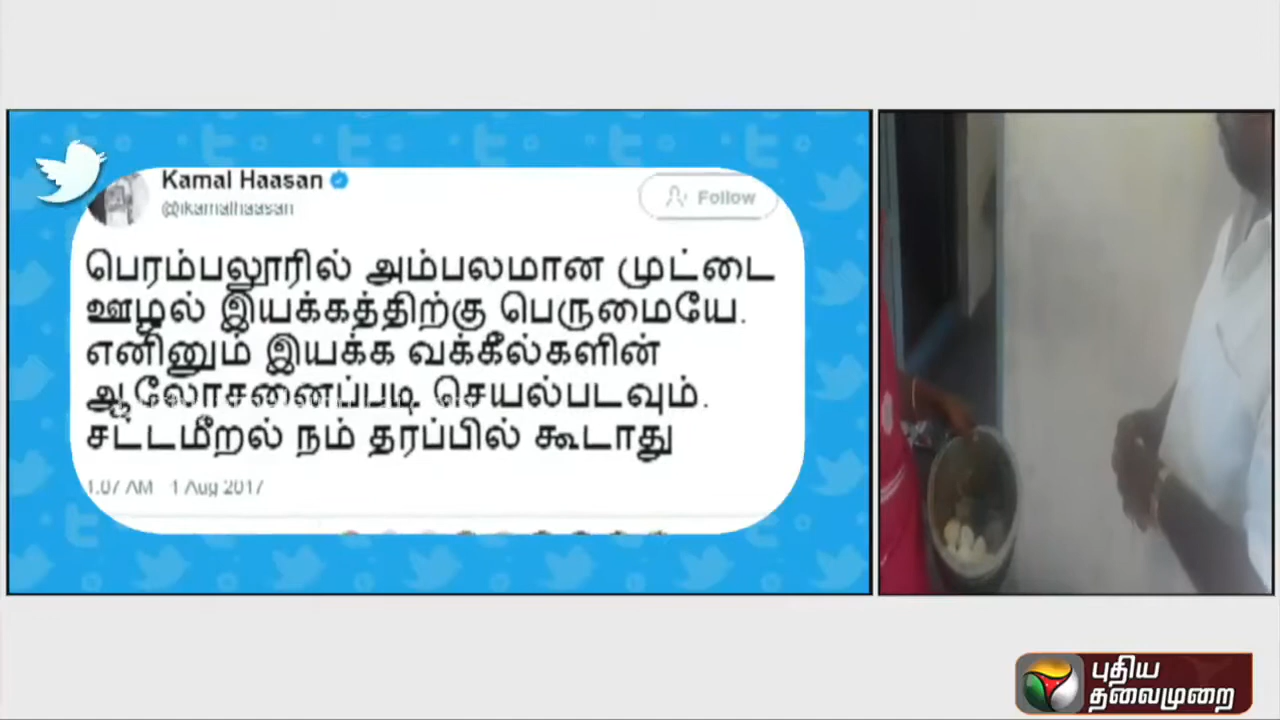 Kamal Haasan
@ikamalhaasan
Follow
பெரம்பலூரில் அம்பலமான முட்டை
ஊழல் இயக்கத்திற்கு பெருமையே.
எனினும் இயக்க வக்கீல்களின்
ஆலோசனைப்படி செயல்படவும்.
சட்டமீறல் நம் தரப்பில் கூடாது
1.07 AM 1 Aug 2017
புதிய
தலைமுறை